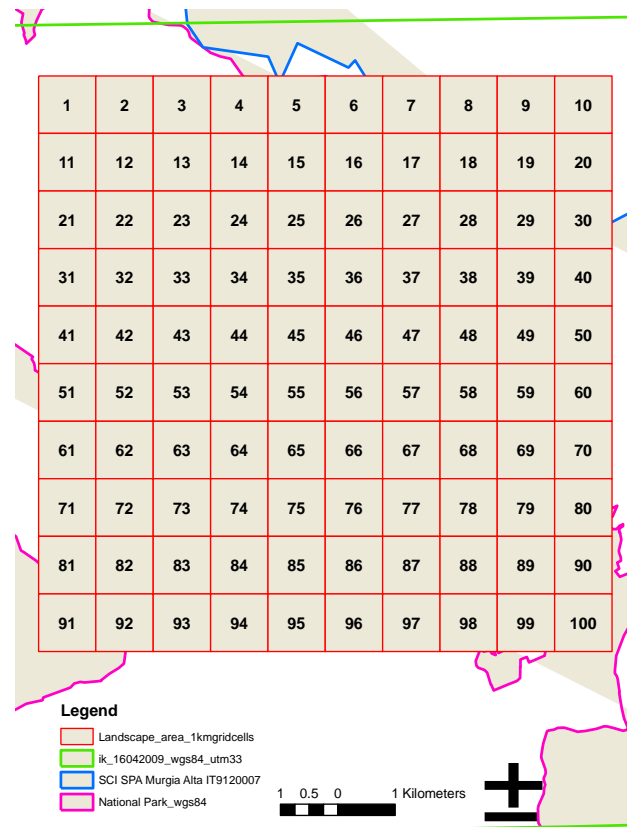 1 2 3 4 5 6 7 8 9 10
11 12 13 14 15 16 17 18 19 20
21 22 23 24 25 26 27 28 29 30
31 32 33 34 35 36 37 38 39 40
41 42 43 44 45 46 47 48 49 50
51 52 53 54 55 56 57 58 59 60
61 62 63 64 65 66 67 68 69 70
71 72 73 74 75 76 77 78 79 80
81 82 83 84 85 86 87 88 89 90
91 92 93 94 95 96 97 98 99 100
Legend
Landscape_area_1kmgridcells
ik_16042009_wgs84_utm33
SCI SPA Murgia Alta IT9120007
National Park_wgs84
1 0.5 0 1 Kilometers